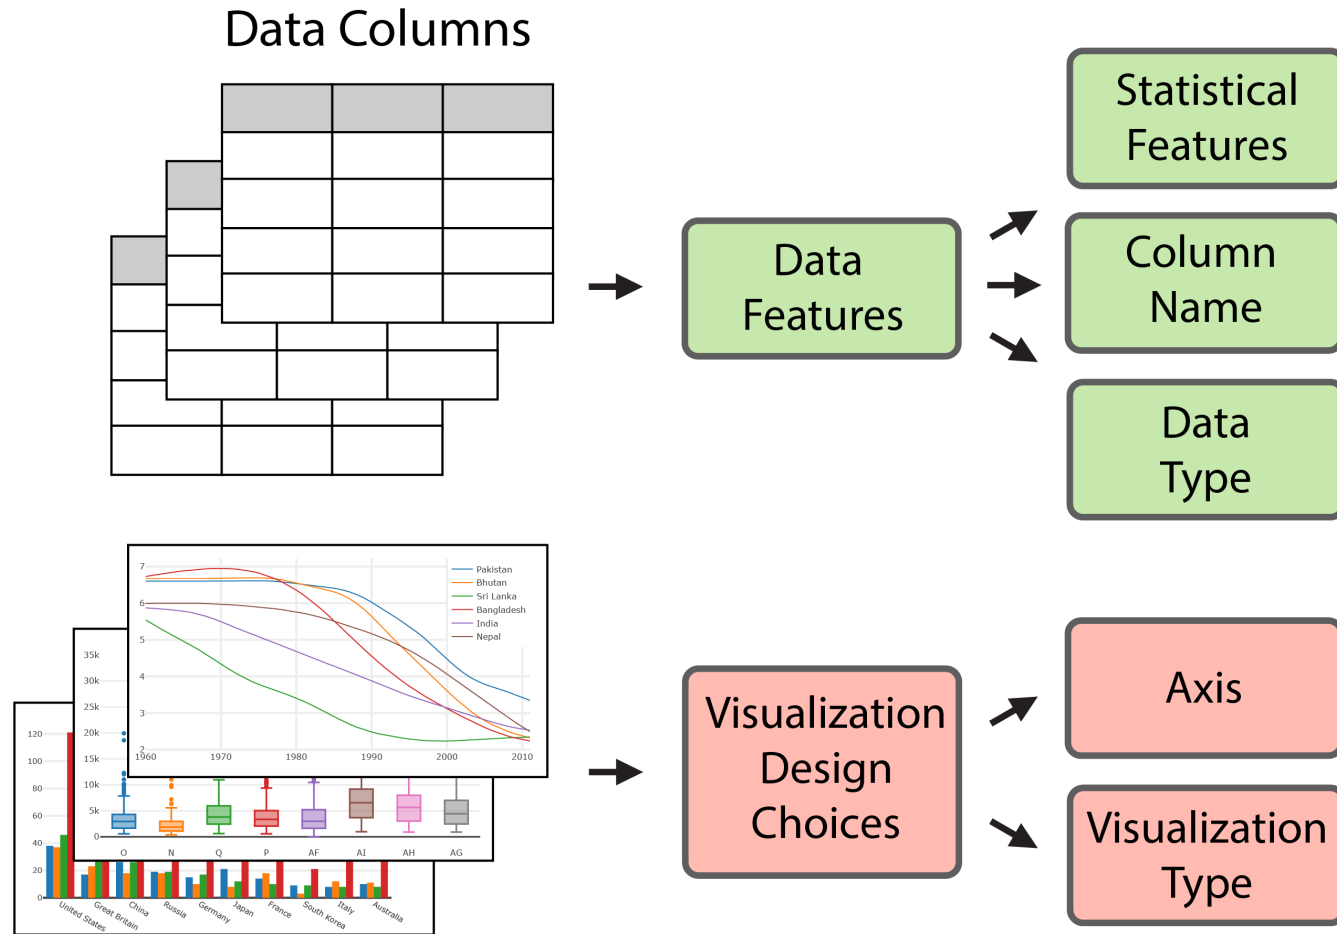 Data Columns
Statistical
Features
Data
Features
Column
Name
Data
Type
7
6
5
4
3
2
1960
1970
1980
1990
2000
2010
Pakistan
Bhutan
Sri Lanka
Bangladesh
India
Nepal
35k
30k
25k
20k
15k
10k
5k
0
O
N
Q
P
AF
AI
AH
AG
120
100
80
60
40
20
0
United States
Great Britain
China
Russia
Germany
Japan
France
South Korea
Italy
Australia
Visualization
Design
Choices
Axis
Visualization
Type